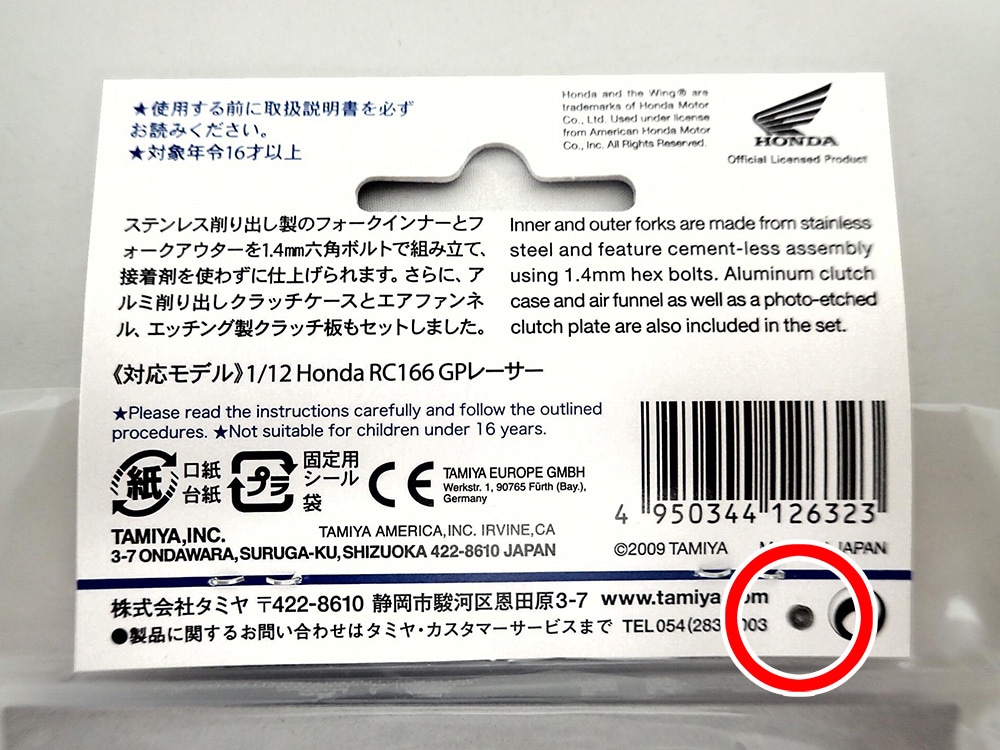 ★使用する前に取扱説明書を必ず
お読みください。
★対象年令16才以上
Honda and the Wing® are
trademarks of Honda Motor
Co., Ltd. Used under license
from American Honda Motor
Co., Inc. All Rights Reserved.
HONDA
Official Licensed Product
ステンレス削り出し製のフォークインナーとフ
ォークアウターを1.4mm六角ボルトで組み立て、
接着剤を使わずに仕上げられます。さらに、ア
ルミ削り出しクラッチケースとエアファンネ
ル、エッチング製クラッチ板もセットしました。
Inner and outer forks are made from stainless
steel and feature cement-less assembly
using 1.4mm hex bolts. Aluminum clutch
case and air funnel as well as a photo-etched
clutch plate are also included in the set.
《対応モデル》1/12 Honda RC166 GPレーサー
★Please read the instructions carefully and follow the outlined
procedures. ★Not suitable for children under 16 years.
紙
口紙
台紙
プラ
固定用
シール
袋
CE
TAMIYA EUROPE GMBH
Werkstr. 1, 90765 Fürth (Bay.),
Germany
4 950344 126323
TAMIYA,INC.
TAMIYA AMERICA,INC. IRVINE,CA
3-7 ONDAWARA,SURUGA-KU,SHIZUOKA 422-8610 JAPAN
©2009 TAMIYA JAPAN
株式会社タミヤ 〒422-8610 静岡市駿河区恩田原3-7 www.tamiya
●製品に関するお問い合わせはタミヤ・カスタマーサービスまで TEL 054(283 003